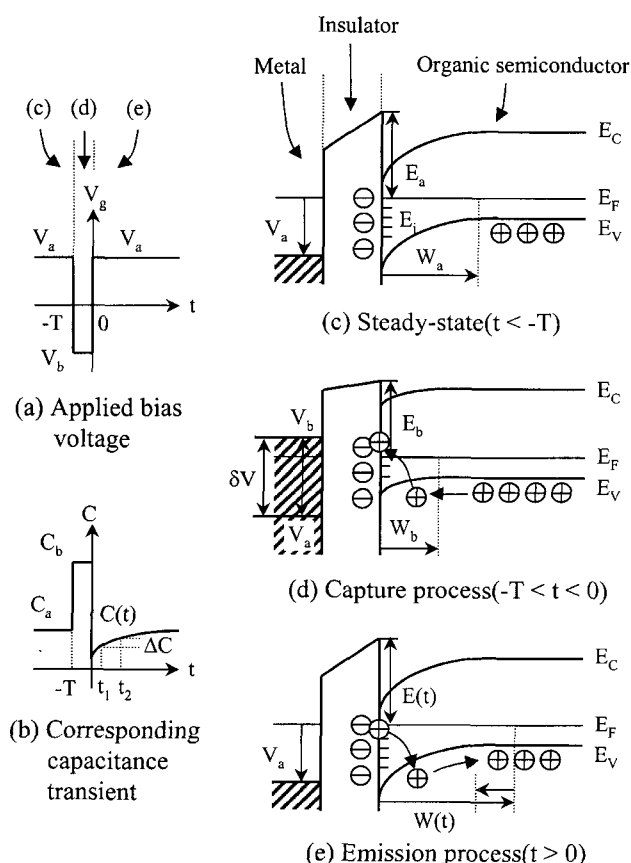 (c) (d) (e)
V_g
V_a V_a
-T 0 t
V_b
(a) Applied bias
voltage
C
C_b
C_a C(t)
ΔC
-T t_1 t_2 t
(b) Corresponding
capacitance
transient
Insulator
Metal Organic semiconductor
E_C
E_a
E_F
V_a E_i
E_V
⊖ ⊖ ⊖ ⊕ ⊕ ⊕
W_a
(c) Steady-state(t < -T)
E_C
V_b E_b
E_F
δV
E_V
V_a W_b
⊖ ⊖ ⊖ ⊕ ⊕ ⊕ ⊕ ⊕ ⊕
(d) Capture process(-T < t < 0)
E_C
E(t)
E_F
V_a
E_V
⊖ ⊖ ⊖ ⊕ ⊕ ⊕ ⊕ ⊕
W(t)
(e) Emission process(t > 0)